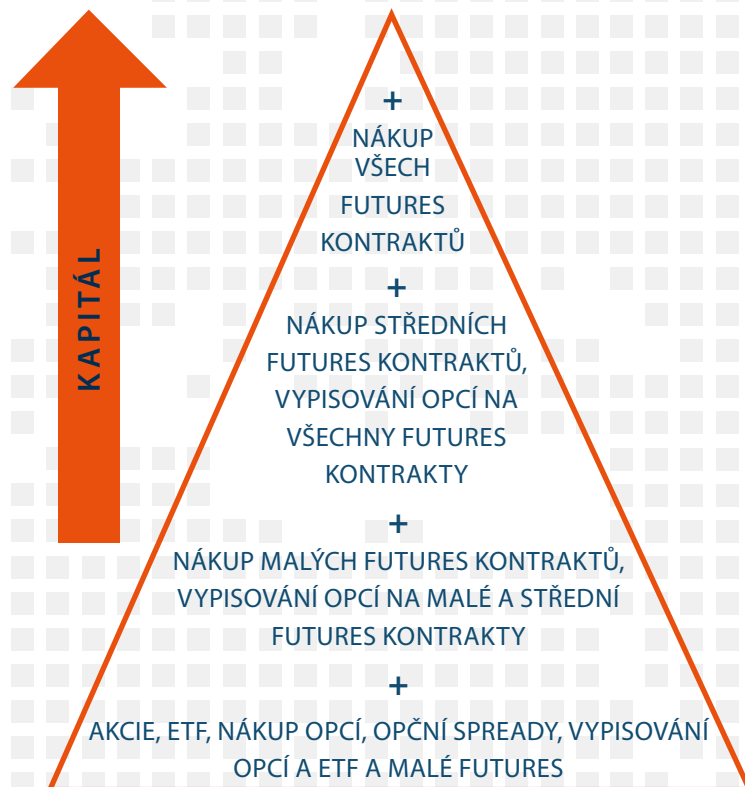 +
NÁKUP
VŠECH
FUTURES
KONTRAKTŮ
+
NÁKUP STŘEDNÍCH
FUTURES KONTRAKTŮ,
VYPISOVÁNÍ OPCÍ NA
VŠECHNY FUTURES
KONTRAKTY
+
NÁKUP MALÝCH FUTURES KONTRAKTŮ,
VYPISOVÁNÍ OPCÍ NA MALÉ A STŘEDNÍ
FUTURES KONTRAKTY
+
AKCIE, ETF, NÁKUP OPCÍ, OPČNÍ SPREADY, VYPISOVÁNÍ
OPCÍ A ETF A MALÉ FUTURES
KAPITÁL